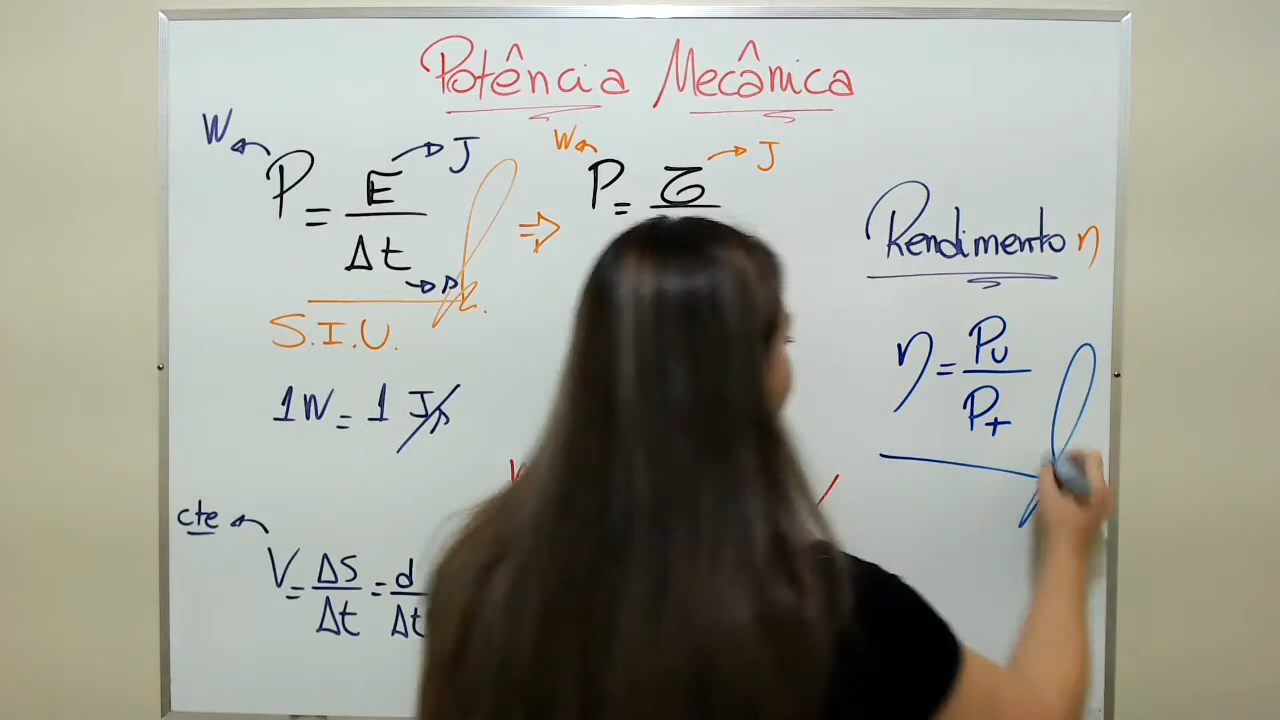 Potência Mecânica
W P = E / Δt J s
S.I.U.
1W = 1 J/s
W P = τ J
cte V = ΔS / Δt = d / Δt
Rendimento η
η = Pu / Pt